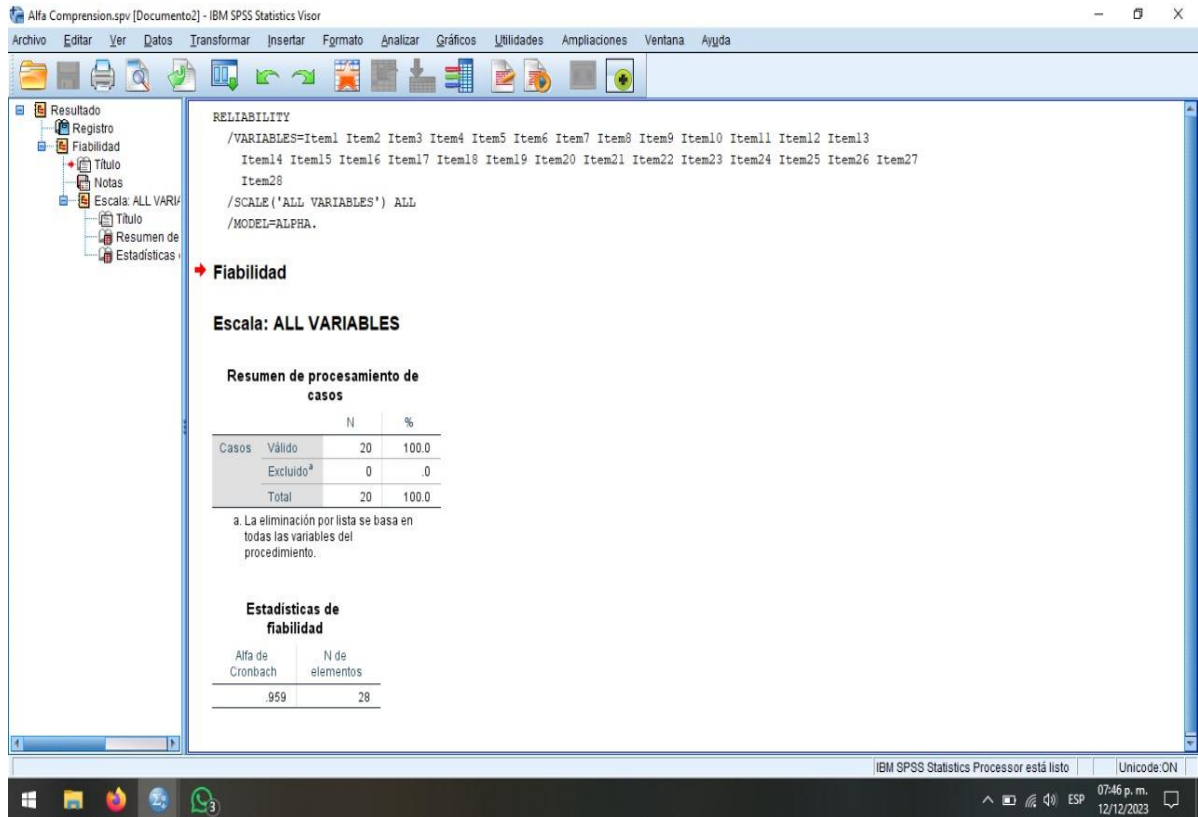 Alfa Comprension.spv [Documento2] - IBM SPSS Statistics Visor
Archivo Editar Ver Datos Transformar Insertar Formato Analizar Gráficos Utilidades Ampliaciones Ventana Ayuda
Resultado
Registro
Fiabilidad
Título
Notas
Escala: ALL VARIA
Título
Resumen de
Estadísticas
RELIABILITY
/VARIABLES=Item1 Item2 Item3 Item4 Item5 Item6 Item7 Item8 Item9 Item10 Item11 Item12 Item13
Item14 Item15 Item16 Item17 Item18 Item19 Item20 Item21 Item22 Item23 Item24 Item25 Item26 Item27
Item28
/SCALE('ALL VARIABLES') ALL
/MODEL=ALPHA.
Fiabilidad
Escala: ALL VARIABLES
Resumen de procesamiento de
casos
N %
Casos Válido 20 100.0
Excluidoª 0 .0
Total 20 100.0
a. La eliminación por lista se basa en
todas las variables del
procedimiento.
Estadísticas de
fiabilidad
Alfa de
Cronbach
N de
elementos
.959 28
IBM SPSS Statistics Processor está listo Unicode:ON
3
ESP
07:46 p. m.
12/12/2023